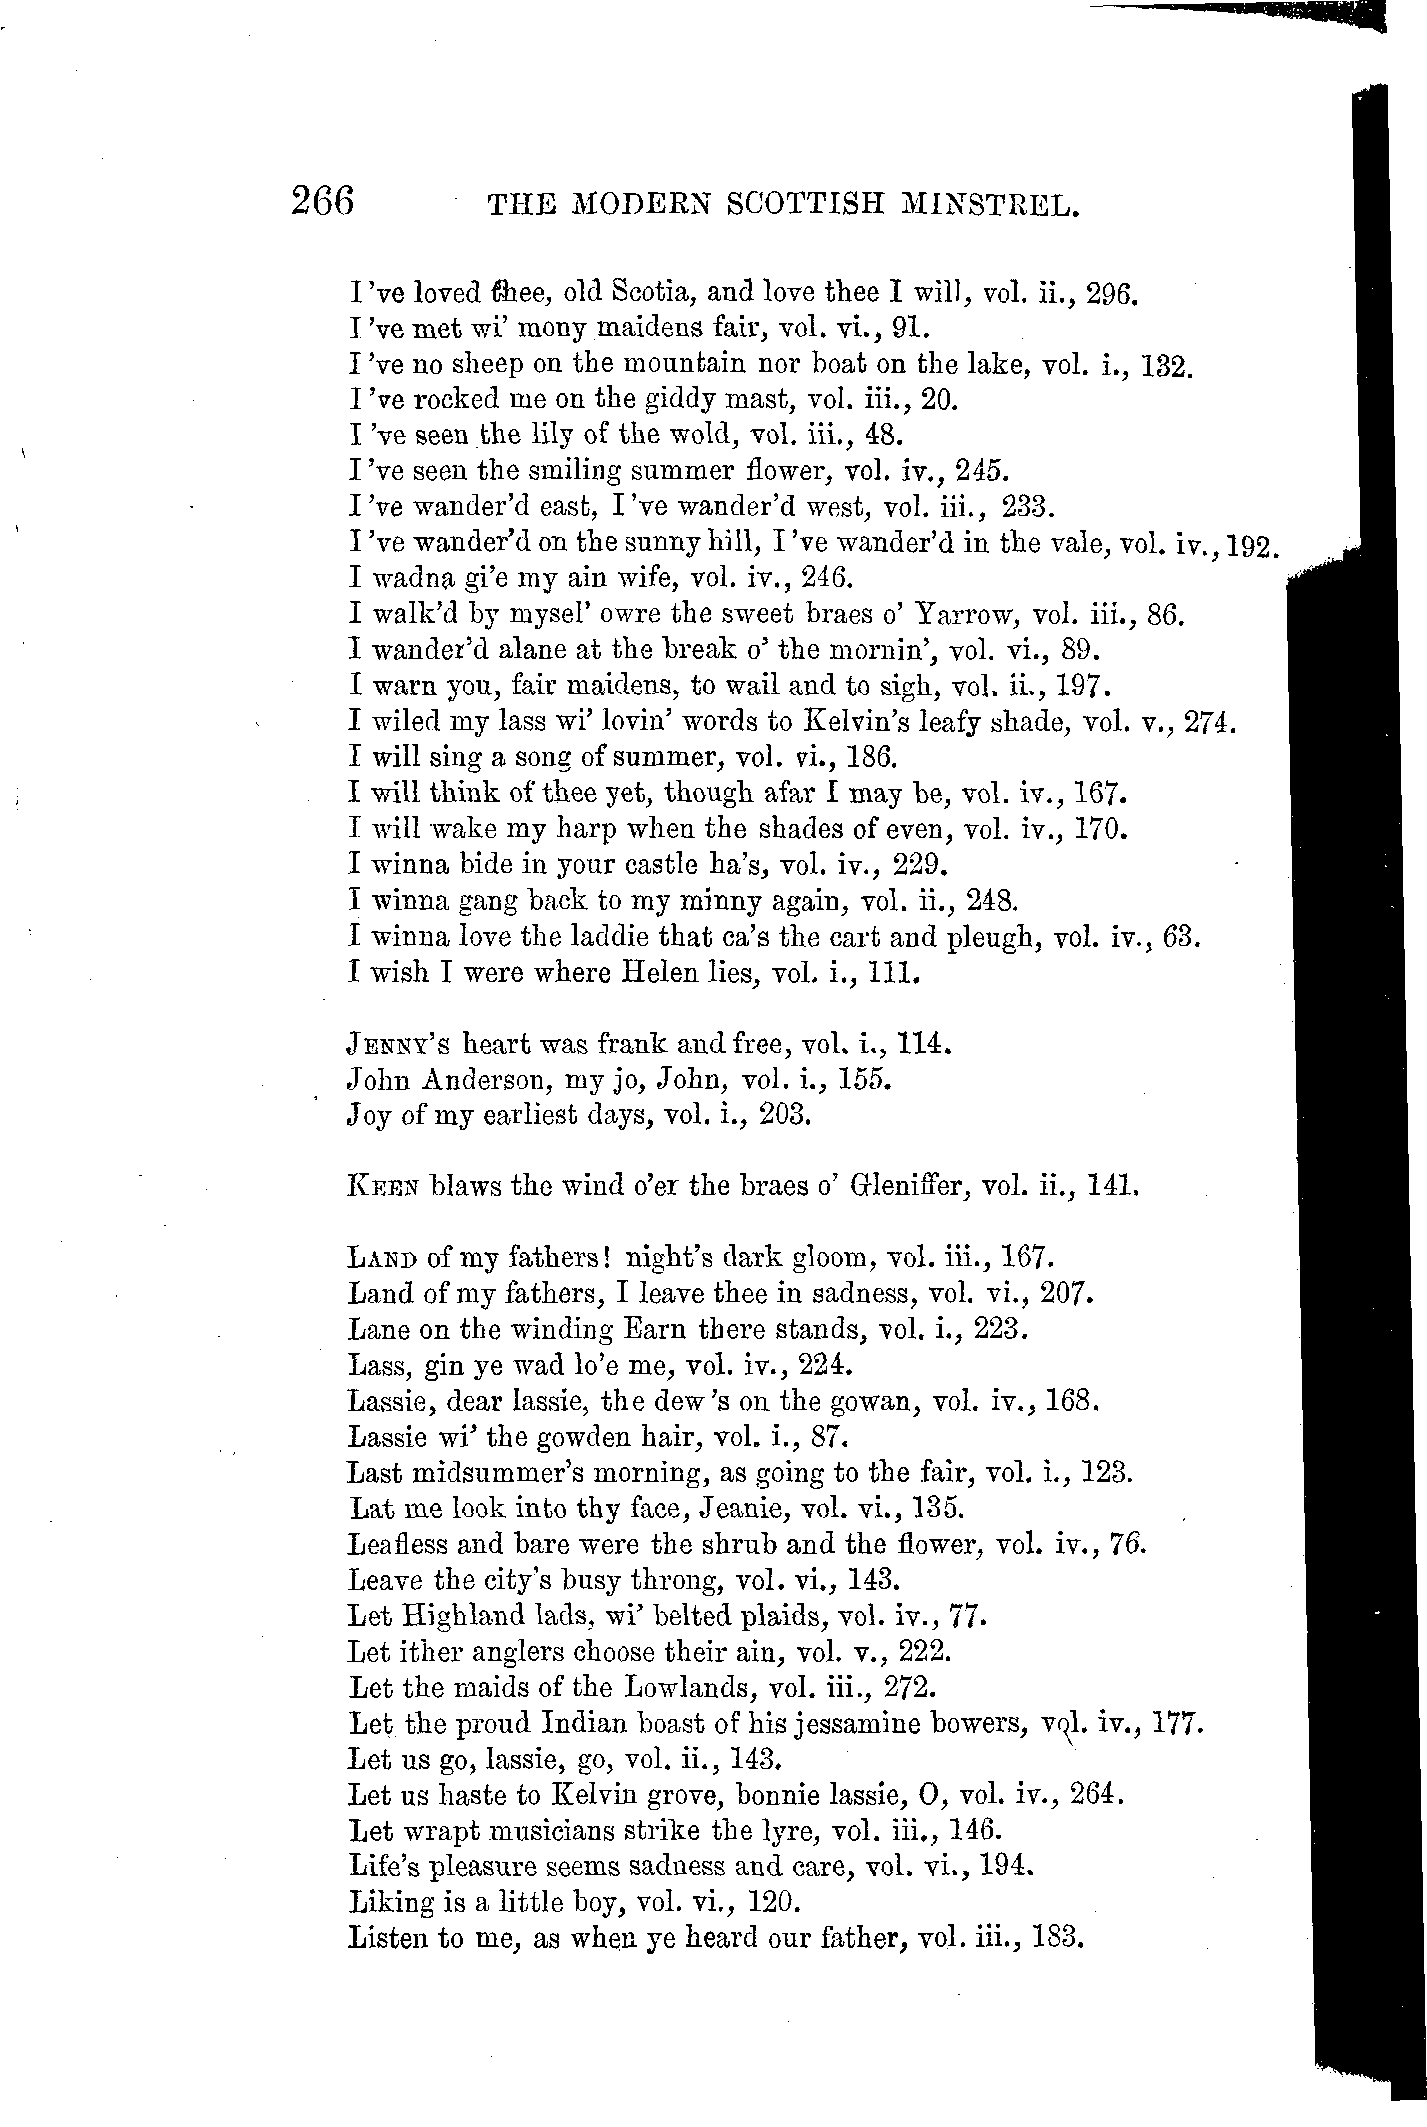 266 THE MODERN SCOTTISH MINSTREL.
I 've loved thee, old Scotia, and love thee I will, vol. ii., 296.
I 've met wi' mony maidens fair, vol. vi., 91.
I 've no sheep on the mountain nor boat on the lake, vol. i., 132.
I 've rocked me on the giddy mast, vol. iii., 20.
I 've seen the lily of the wold, vol. iii., 48.
I 've seen the smiling summer flower, vol. iv., 245.
I 've wander'd east, I 've wander'd west, vol. iii., 233.
I 've wander'd on the sunny hill, I 've wander'd in the vale, vol. iv., 192.
I wadna gi'e my ain wife, vol. iv., 246.
I walk'd by mysel' owre the sweet braes o' Yarrow, vol. iii., 86.
I wander'd alane at the break o' the mornin', vol. vi., 89.
I warn you, fair maidens, to wail and to sigh, vol. ii., 197.
I wiled my lass wi' lovin' words to Kelvin's leafy shade, vol. v., 274.
I will sing a song of summer, vol. vi., 186.
I will think of thee yet, though afar I may be, vol. iv., 167.
I will wake my harp when the shades of even, vol. iv., 170.
I winna bide in your castle ha's, vol. iv., 229.
I winna gang back to my minny again, vol. ii., 248.
I winna love the laddie that ca's the cart and pleugh, vol. iv., 63.
I wish I were where Helen lies, vol. i., 111.
JENNY'S heart was frank and free, vol. i., 114.
John Anderson, my jo, John, vol. i., 155.
Joy of my earliest days, vol. i., 203.
KEEN blaws the wind o'er the braes o' Gleniffer, vol. ii., 141.
LAND of my fathers! night's dark gloom, vol. iii., 167.
Land of my fathers, I leave thee in sadness, vol. vi., 207.
Lane on the winding Earn there stands, vol. i., 223.
Lass, gin ye wad lo'e me, vol. iv., 224.
Lassie, dear lassie, the dew 's on the gowan, vol. iv., 168.
Lassie wi' the gowden hair, vol. i., 87.
Last midsummer's morning, as going to the fair, vol. i., 123.
Lat me look into thy face, Jeanie, vol. vi., 135.
Leafless and bare were the shrub and the flower, vol. iv., 76.
Leave the city's busy throng, vol. vi., 143.
Let Highland lads, wi' belted plaids, vol. iv., 77.
Let ither anglers choose their ain, vol. v., 222.
Let the maids of the Lowlands, vol. iii., 272.
Let the proud Indian boast of his jessamine bowers, vol. iv., 177.
Let us go, lassie, go, vol. ii., 143.
Let us haste to Kelvin grove, bonnie lassie, O, vol. iv., 264.
Let wrapt musicians strike the lyre, vol. iii., 146.
Life's pleasure seems sadness and care, vol. vi., 194.
Liking is a little boy, vol. vi., 120.
Listen to me, as when ye heard our father, vol. iii., 183.